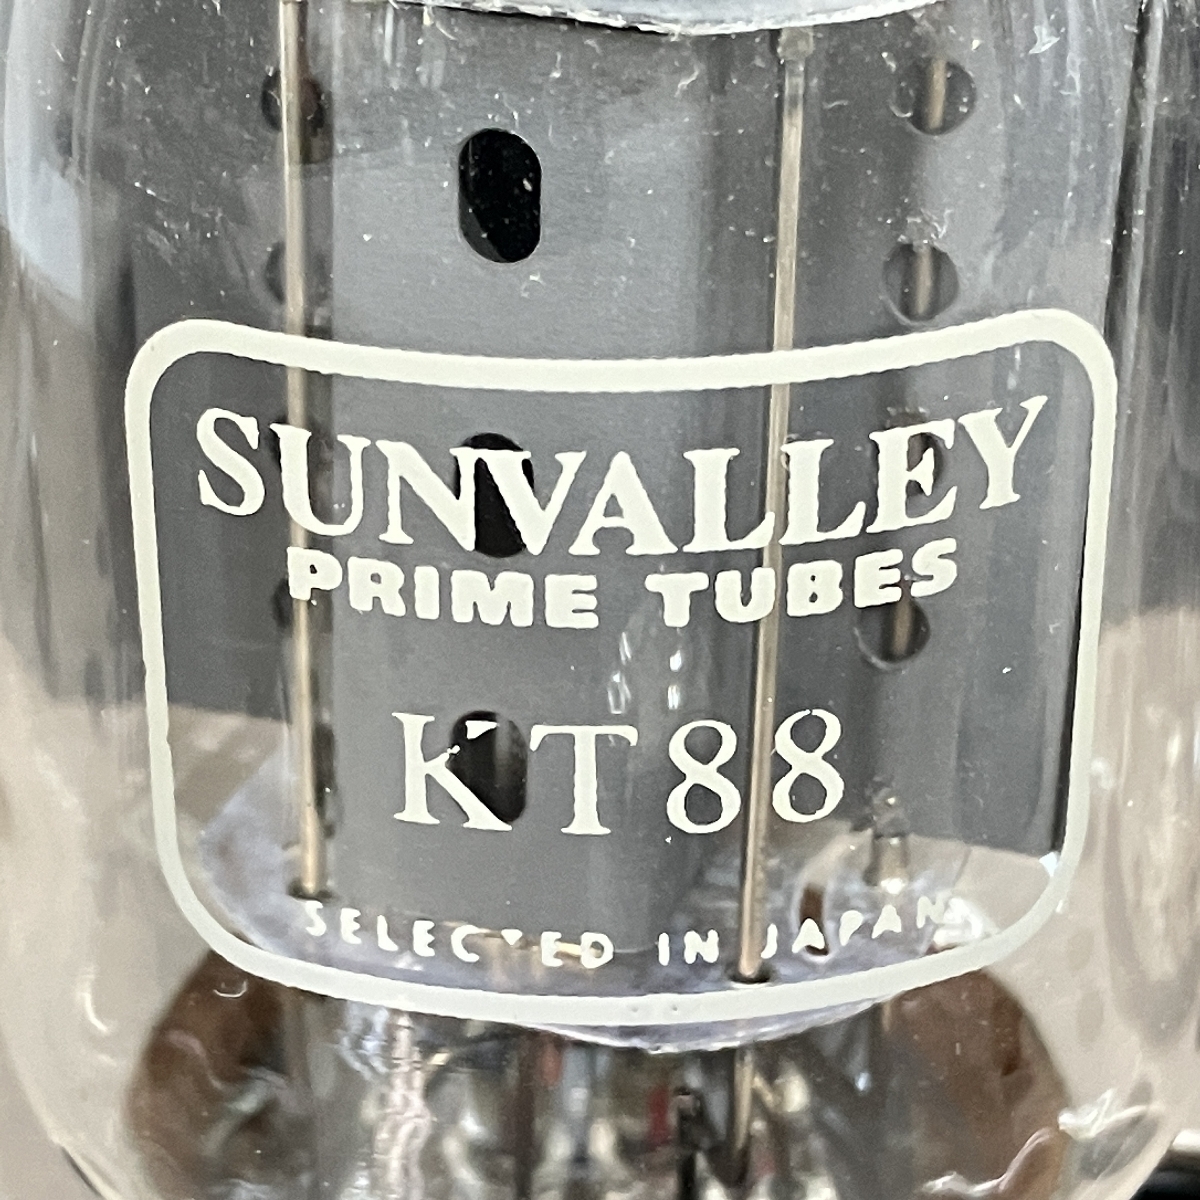 SUNVALLEY
PRIME TUBES
KT88
SELECTED IN JAPAN